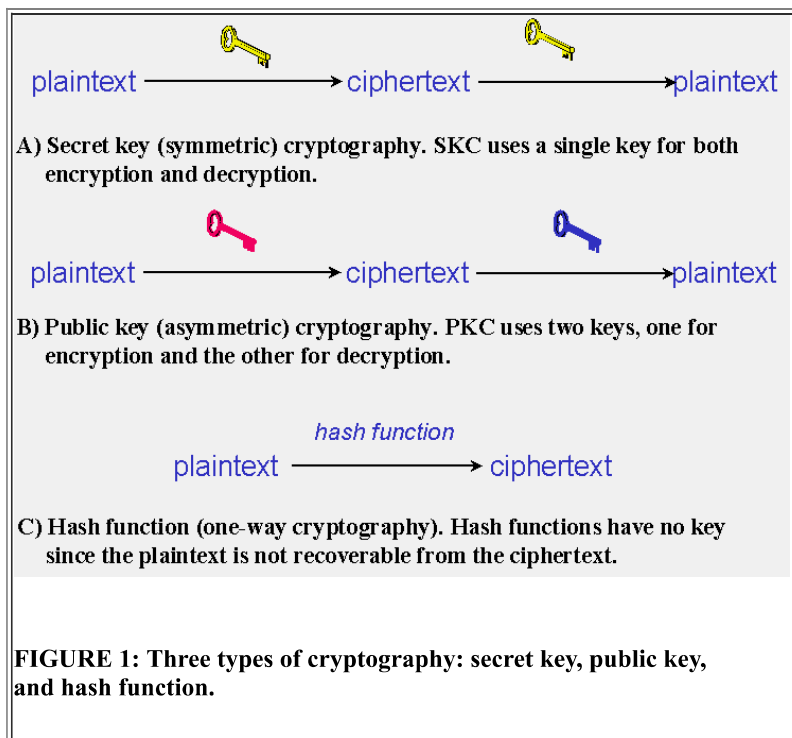 plaintext ciphertext plaintext
A) Secret key (symmetric) cryptography. SKC uses a single key for both
encryption and decryption.
plaintext ciphertext plaintext
B) Public key (asymmetric) cryptography. PKC uses two keys, one for
encryption and the other for decryption.
hash function
plaintext ciphertext
C) Hash function (one-way cryptography). Hash functions have no key
since the plaintext is not recoverable from the ciphertext.
FIGURE 1: Three types of cryptography: secret key, public key,
and hash function.